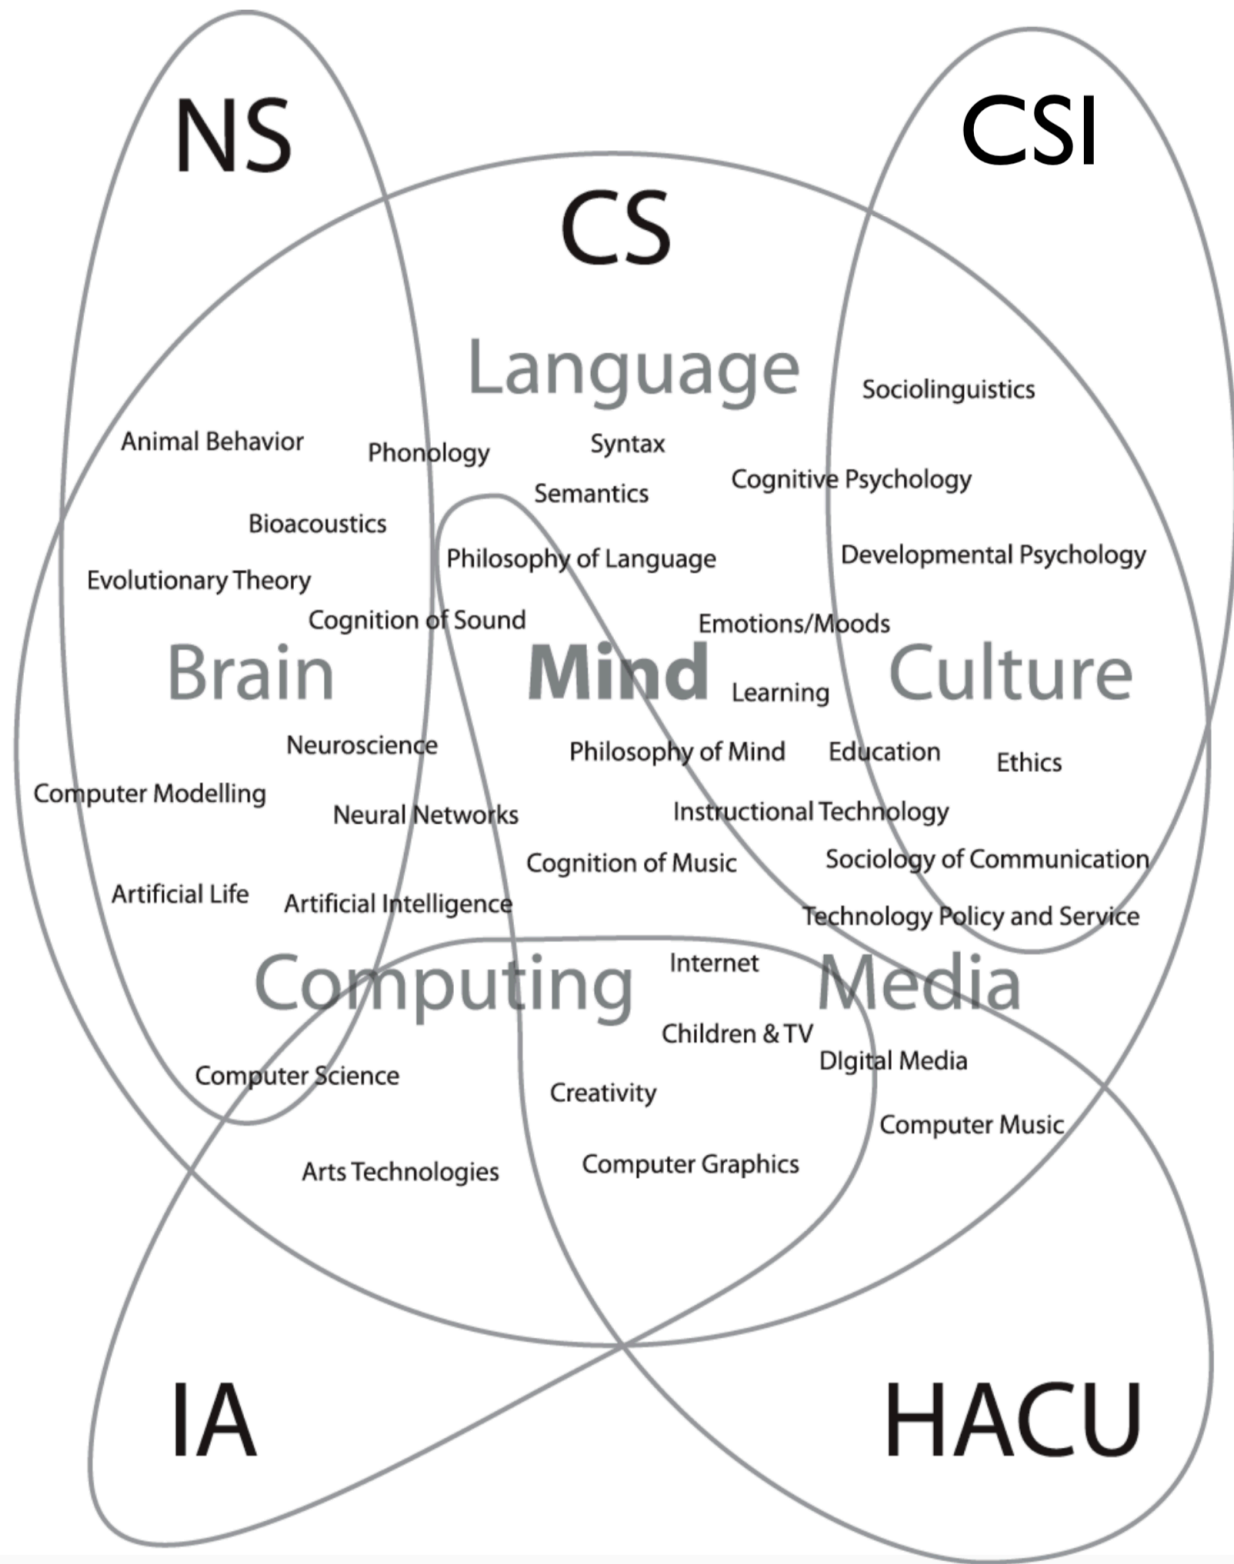 NS
CSI
CS
Language
Sociolinguistics
Animal Behavior
Phonology
Syntax
Cognitive Psychology
Semantics
Bioacoustics
Philosophy of Language
Developmental Psychology
Evolutionary Theory
Cognition of Sound
Emotions/Moods
Brain
Mind
Culture
Learning
Neuroscience
Philosophy of Mind
Education
Ethics
Computer Modelling
Neural Networks
Instructional Technology
Cognition of Music
Sociology of Communication
Artificial Life
Artificial Intelligence
Technology Policy and Service
Computing
Internet
Media
Children & TV
DIgital Media
Computer Science
Creativity
Computer Music
Arts Technologies
Computer Graphics
IA
HACU